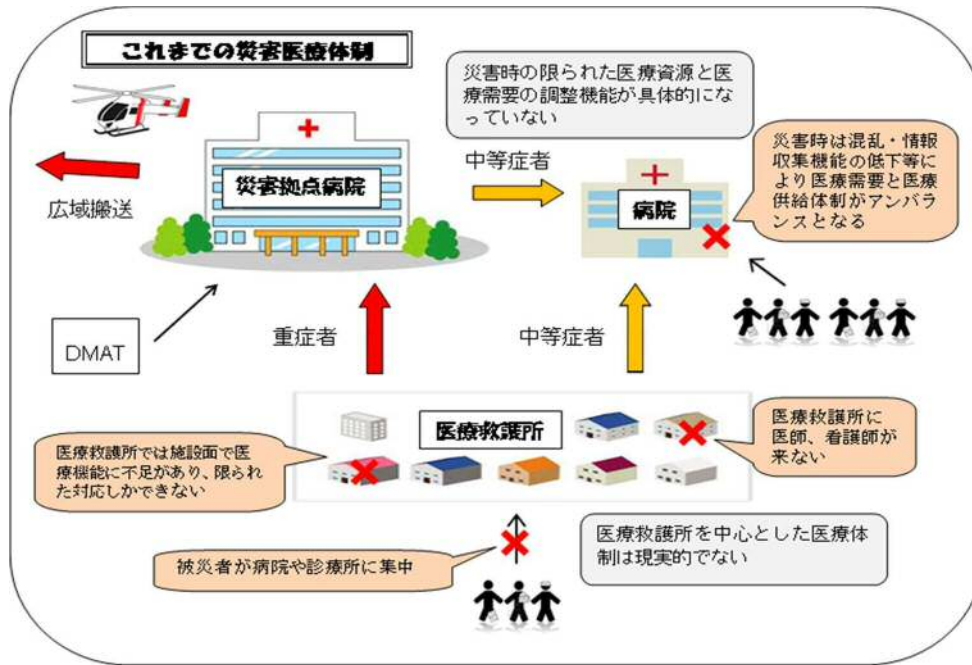 これまでの災害医療体制
災害時の限られた医療資源と医
療需要の調整機能が具体的にな
っていない
災害時は混乱・情報
収集機能の低下等に
より医療需要と医療
供給体制がアンバラ
ンスとなる
災害拠点病院
中等症者
病院
広域搬送
DMAT
重症者
中等症者
医療救護所
医療救護所では施設面で医
療機能に不足があり、限られ
た対応しかできない
医療救護所に
医師、看護師が
来ない
医療救護所を中心とした医療体
制は現実的でない
被災者が病院や診療所に集中